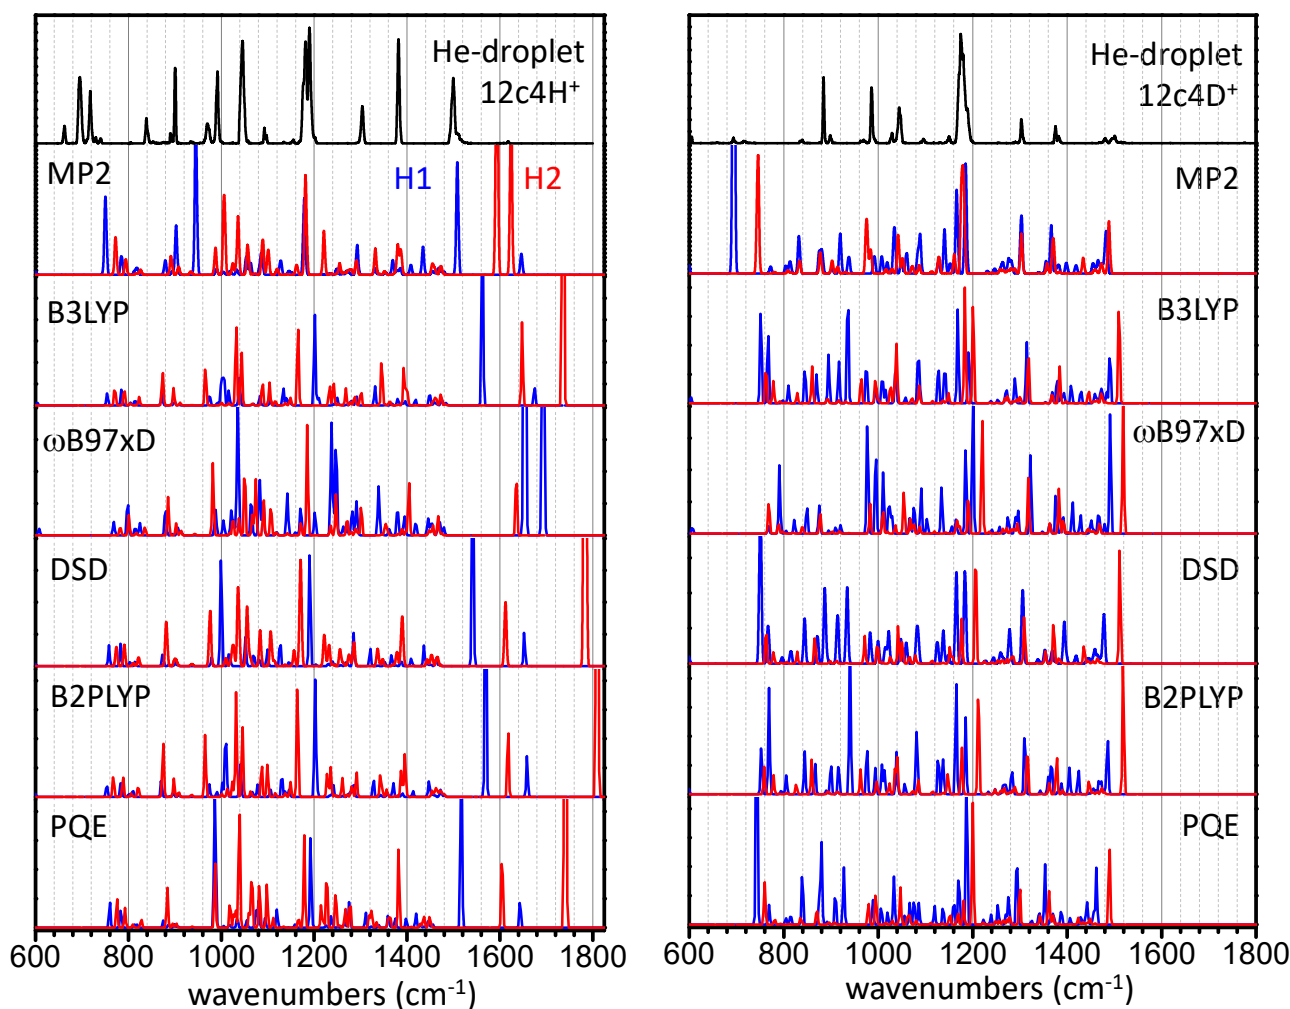 He-droplet
12c4H⁺
MP2
H1
H2
B3LYP
ωB97xD
DSD
B2PLYP
PQE
600 800 1000 1200 1400 1600 1800
wavenumbers (cm⁻¹)
He-droplet
12c4D⁺
MP2
B3LYP
ωB97xD
DSD
B2PLYP
PQE
600 800 1000 1200 1400 1600 1800
wavenumbers (cm⁻¹)